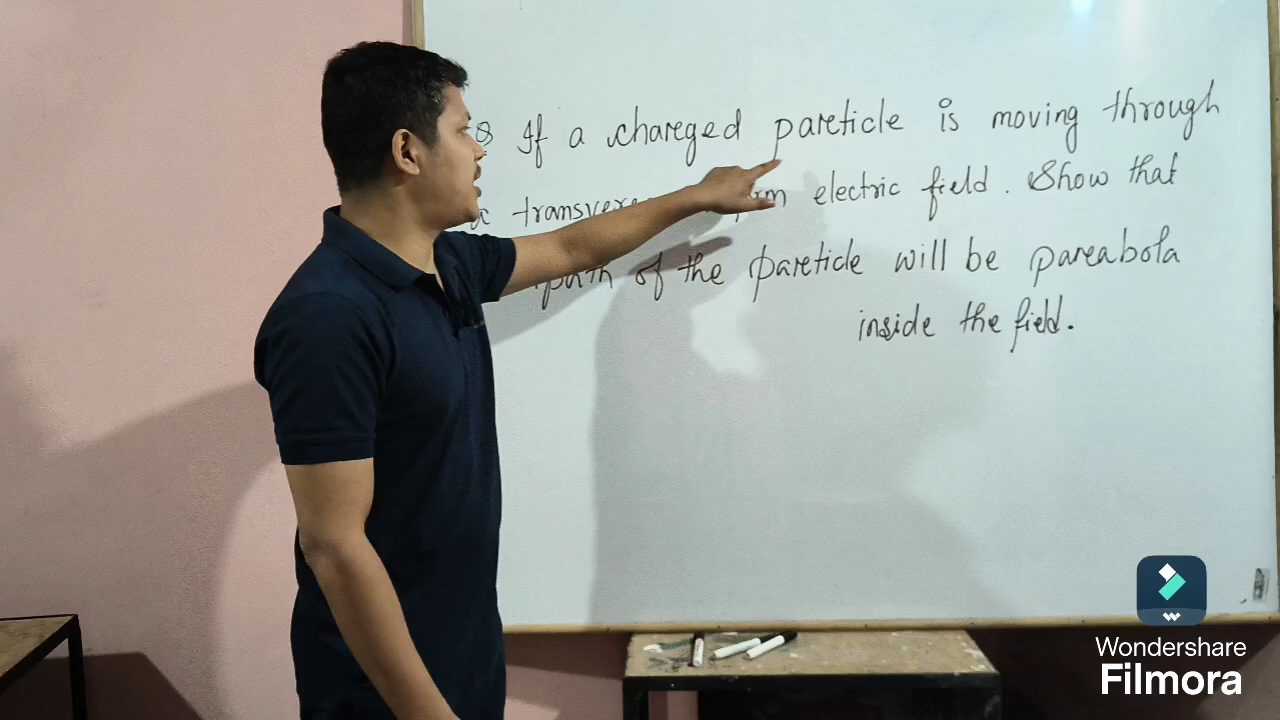 Q If a chareged pareticle is moving through
electric field. Show that
path of the pareticle will be pareabola
inside the field.
Wondershare
Filmora